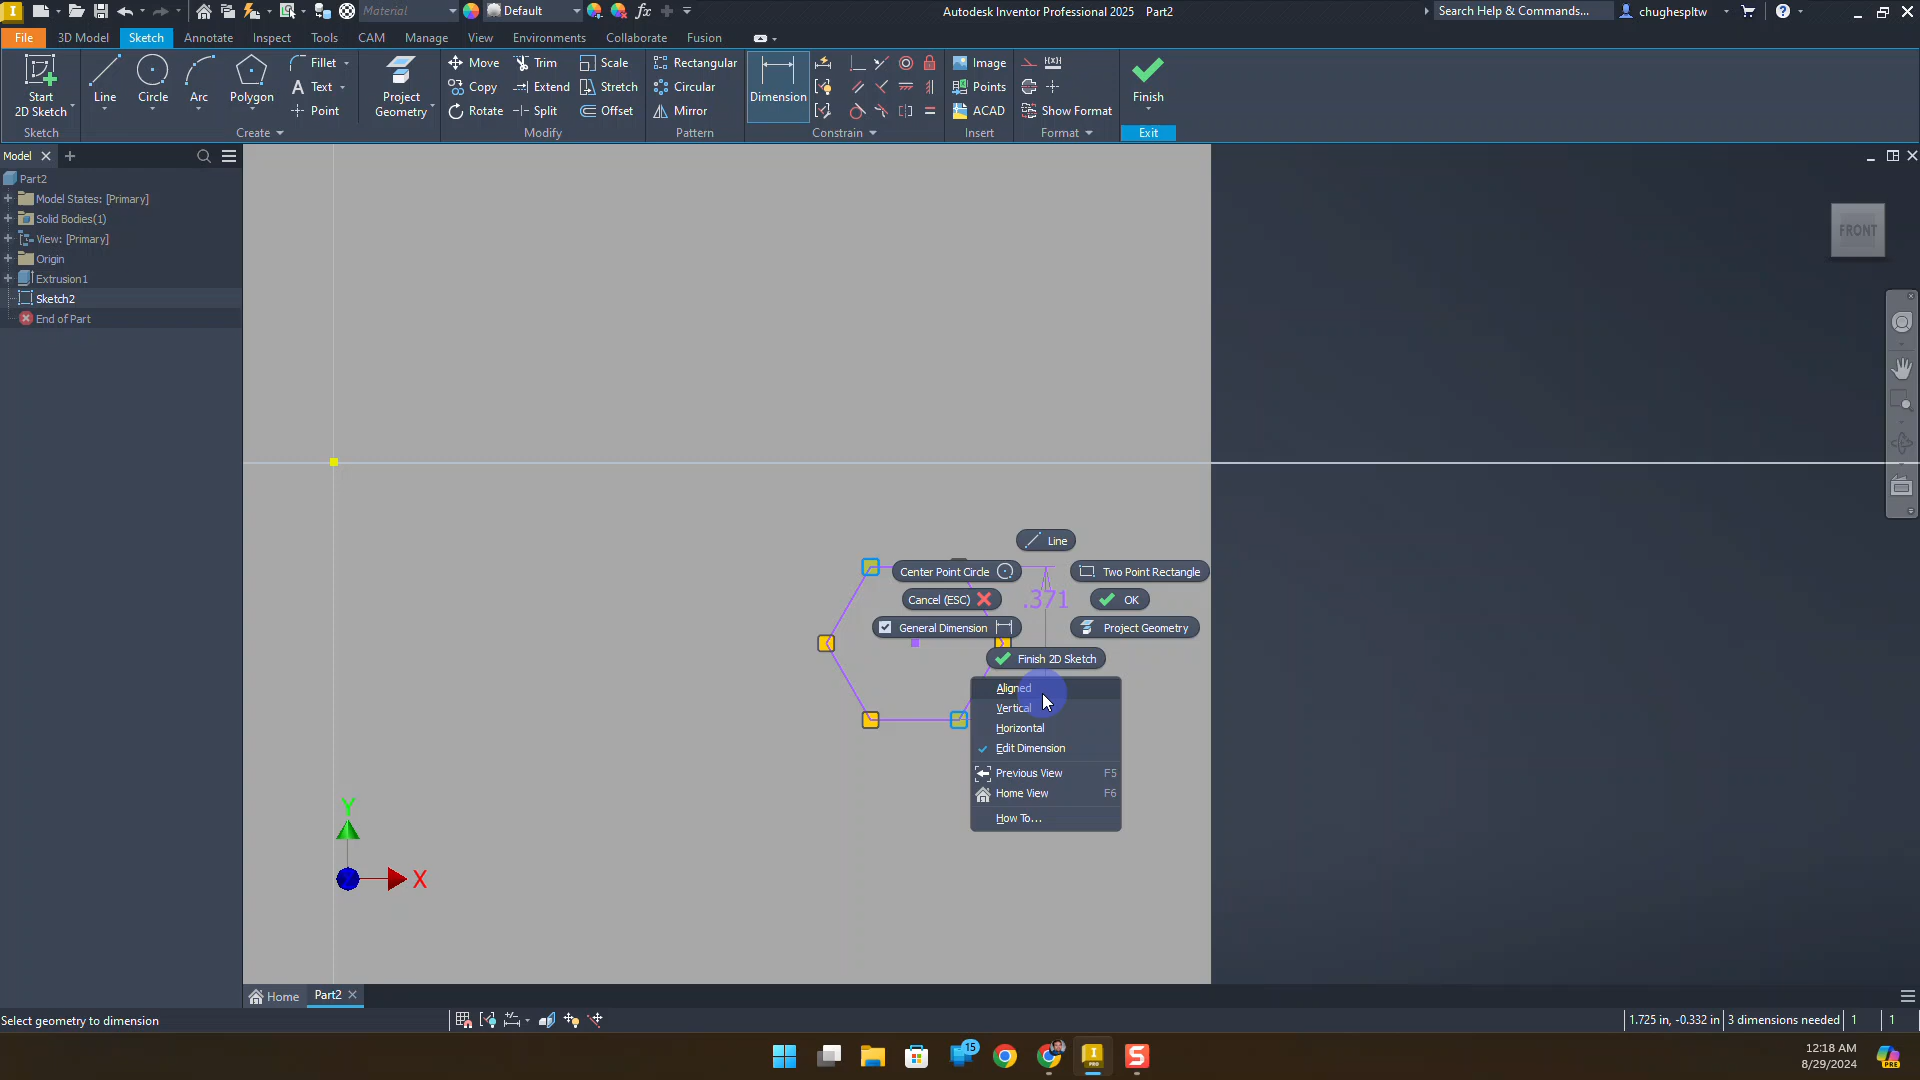 Material
Default
Autodesk Inventor Professional 2025 Part2
Search Help & Commands...
chughespltw
File 3D Model Sketch Annotate Inspect Tools CAM Manage View Environments Collaborate Fusion
Start
2D Sketch
Line
Circle
Arc
Polygon
Fillet
Text
Point
Project
Geometry
Move
Copy
Rotate
Trim
Extend
Split
Scale
Stretch
Offset
Rectangular
Circular
Mirror
Dimension
Image
Points
ACAD
Show Format
Finish
Sketch Create Modify Pattern Constrain Insert Format Exit
Model
Part2
Model States: [Primary]
Solid Bodies(1)
View: [Primary]
Origin
Extrusion1
Sketch2
End of Part
FRONT
Line
Center Point Circle
Two Point Rectangle
Cancel (ESC)
.371
OK
General Dimension
Project Geometry
Finish 2D Sketch
Aligned
Vertical
Horizontal
Edit Dimension
Previous View F5
Home View F6
How To...
Y
X
Home Part2
Select geometry to dimension
1.725 in, -0.332 in 3 dimensions needed 1 1
15
12:18 AM
8/29/2024